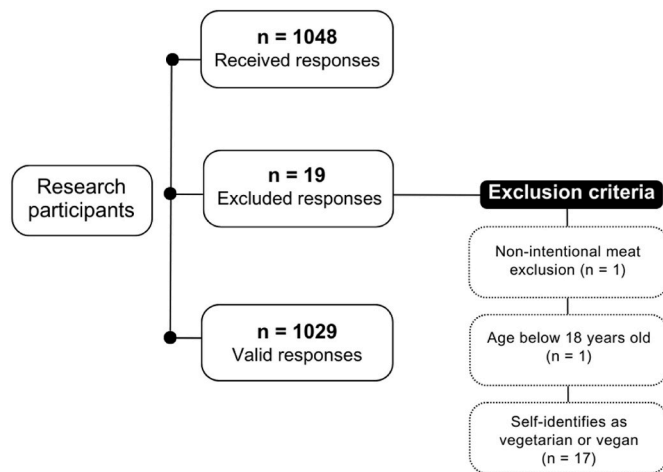 n = 1048
Received responses
Research
participants
n = 19
Excluded responses
n = 1029
Valid responses
Exclusion criteria
Non-intentional meat
exclusion (n = 1)
Age below 18 years old
(n = 1)
Self-identifies as
vegetarian or vegan
(n = 17)